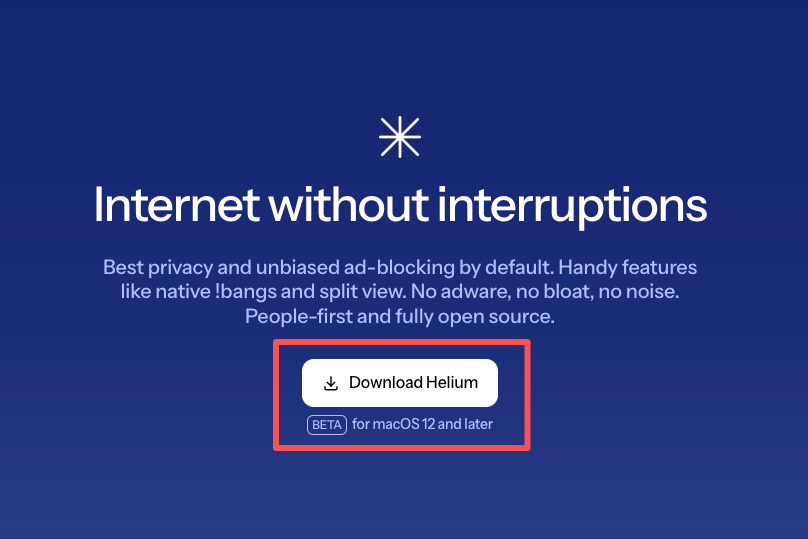 Internet without interruptions
Best privacy and unbiased ad-blocking by default. Handy features
like native !bangs and split view. No adware, no bloat, no noise.
People-first and fully open source.
Download Helium
BETA for macOS 12 and later